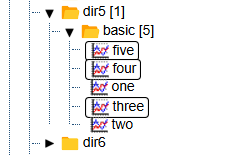 dir5 [1]
basic [5]
five
four
one
three
two
dir6